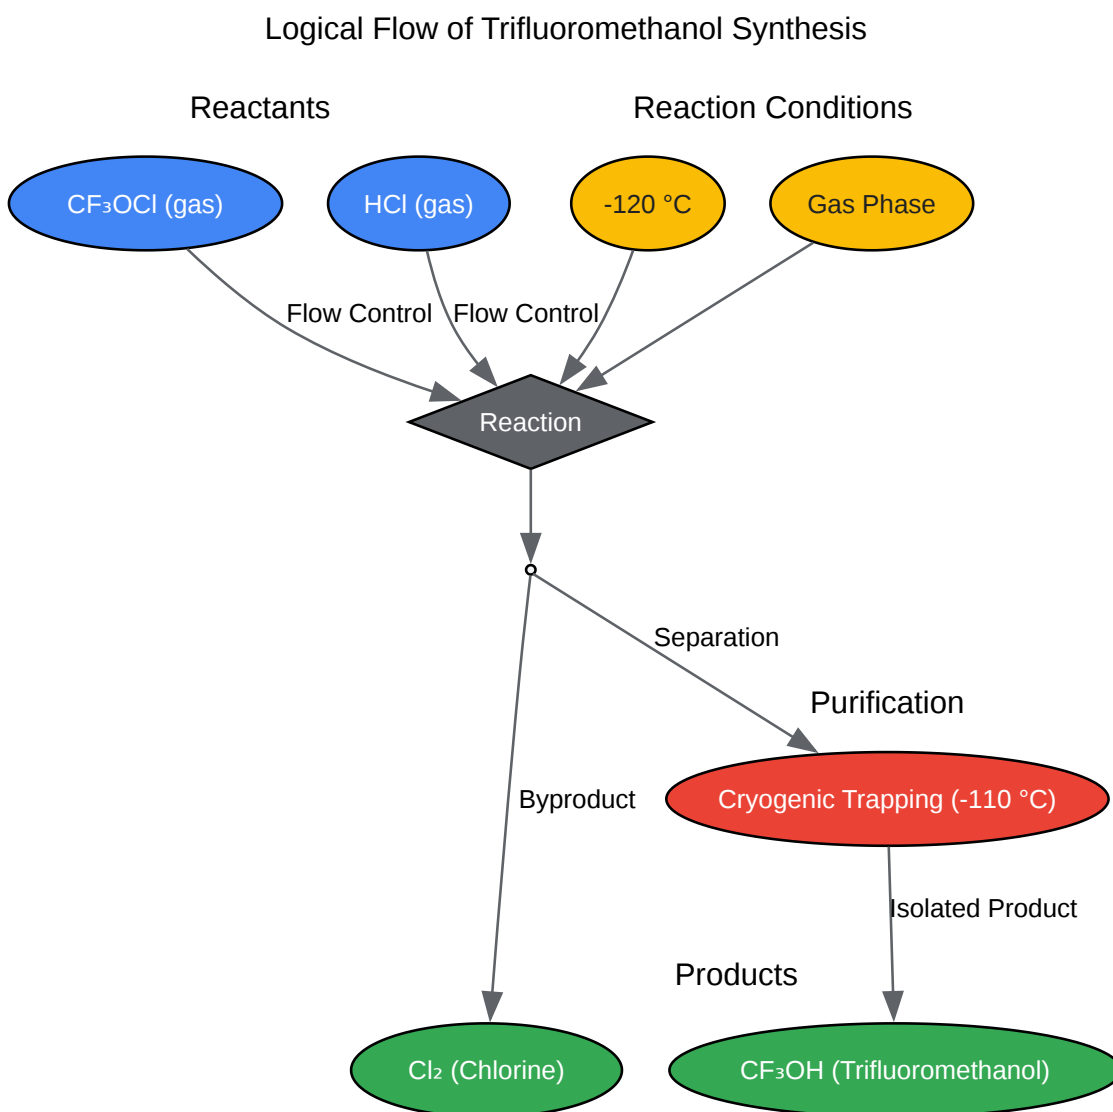 Logical Flow of Trifluoromethanol Synthesis
Reactants
Reaction Conditions
CF₃OCl (gas)
HCl (gas)
-120 °C
Gas Phase
Flow Control
Flow Control
Reaction
Separation
Purification
Byproduct
Cryogenic Trapping (-110 °C)
Isolated Product
Products
Cl₂ (Chlorine)
CF₃OH (Trifluoromethanol)